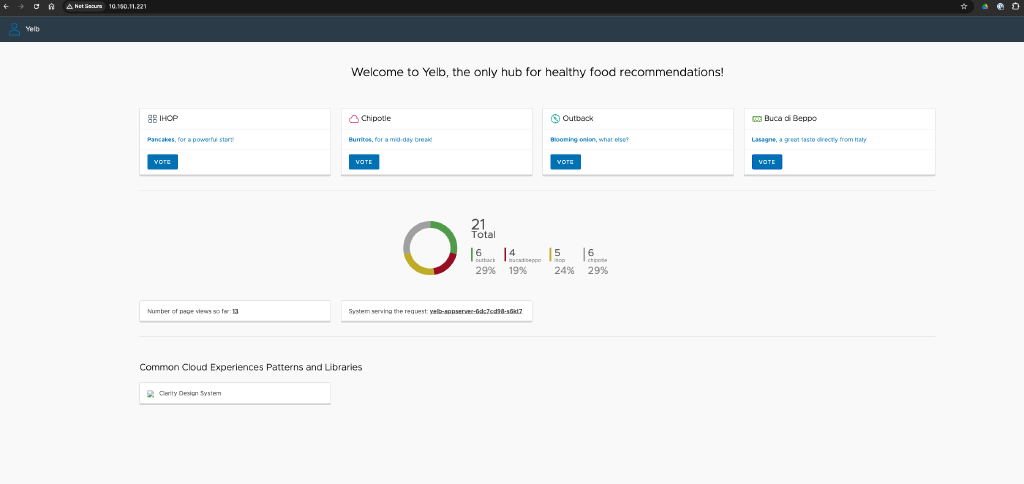 Not Secure 10.150.11.221
Yelb
Welcome to Yelb, the only hub for healthy food recommendations!
IHOP
Pancakes, for a powerful start!
VOTE
Chipotle
Burritos, for a mid-day break!
VOTE
Outback
Blooming onion, what else?
VOTE
Buca di Beppo
Lasagne, a great taste directly from Italy
VOTE
21
Total
6
outback
29%
4
bucadibeppo
19%
5
ihop
24%
6
chipotle
29%
Number of page views so far: 13
System serving the request: yelb-appserver-6dc7cd98-s6kt7
Common Cloud Experiences Patterns and Libraries
Clarity Design System